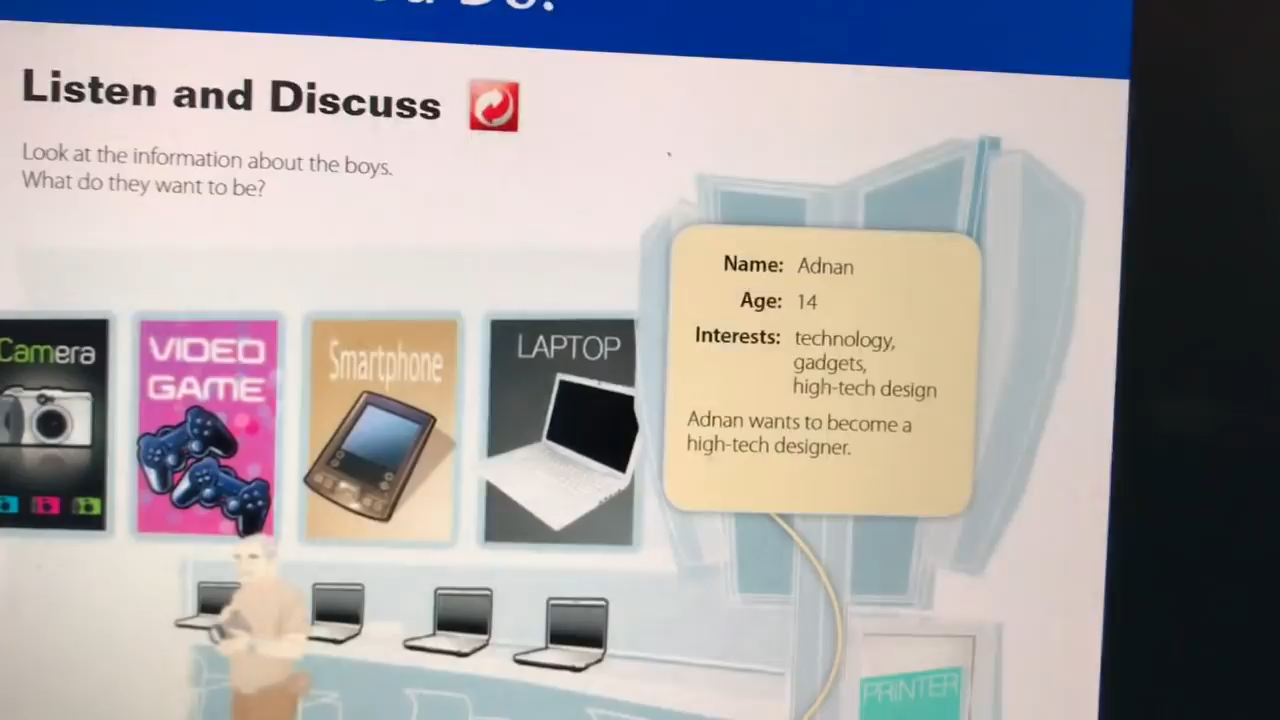 Do?
Listen and Discuss
Look at the information about the boys.
What do they want to be?
Name: Adnan
Age: 14
Interests: technology,
gadgets,
high-tech design
Adnan wants to become a
high-tech designer.
Camera
VIDEO
GAME
Smartphone
LAPTOP
PRINTER